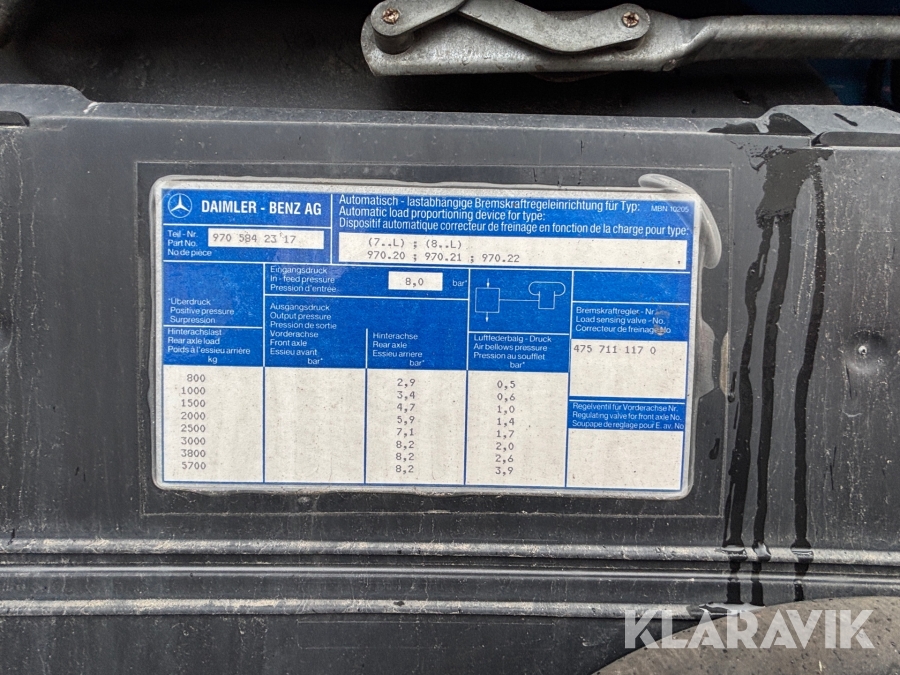 DAIMLER - BENZ AG
Automatisch - lastabhängige Bremskraftregeleinrichtung für Typ:
MBN 10205
Automatic load proportioning device for type:
Dispositif automatique correcteur de freinage en fonction de la charge pour type:
Teil - Nr.
Part No.
No de pièce
970 584 23 17
(7..L) ; (8..L)
970.20 ; 970.21 ; 970.22 ,
Eingangsdruck
In - feed pressure
Pression d'entrée
8,0
bar*
*Überdruck
Positive pressure
Surpression
Ausgangsdruck
Output pressure
Pression de sortie
Bremskraftregler - Nr.
Load sensing valve - No.
Correcteur de freinage No
Hinterachslast
Rear axle load
Poids à l'essieu arrière
kg
Vorderachse
Front axle
Essieu avant
bar*
Hinterachse
Rear axle
Essieu arrière
bar*
Luftfederbalg - Druck
Air bellows pressure
Pression au soufflet
bar*
475 711 117 0
800 2,9 0,5
1000 3,4 0,6
1500 4,7 1,0
2000 5,9 1,4
2500 7,1 1,7
3000 8,2 2,0
3800 8,2 2,6
5700 8,2 3,9
Regelventil für Vorderachse Nr.
Regulating valve for front axle No.
Soupape de reglage pour E. av. No
KLARAVIK